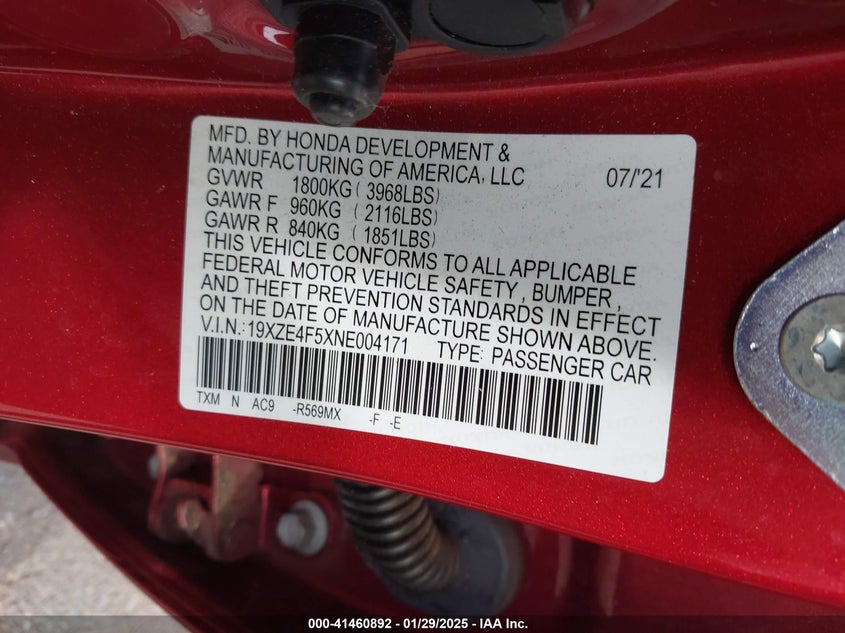 MFD. BY HONDA DEVELOPMENT &
MANUFACTURING OF AMERICA, LLC 07/'21
GVWR 1800KG ( 3968LBS)
GAWR F 960KG ( 2116LBS)
GAWR R 840KG ( 1851LBS)
THIS VEHICLE CONFORMS TO ALL APPLICABLE
FEDERAL MOTOR VEHICLE SAFETY, BUMPER,
AND THEFT PREVENTION STANDARDS IN EFFECT
ON THE DATE OF MANUFACTURE SHOWN ABOVE.
V.I.N.:19XZE4F5XNE004171 TYPE: PASSENGER CAR
TXM N AC9 -R569MX -F -E
000-41460892 - 01/29/2025 - IAA Inc.